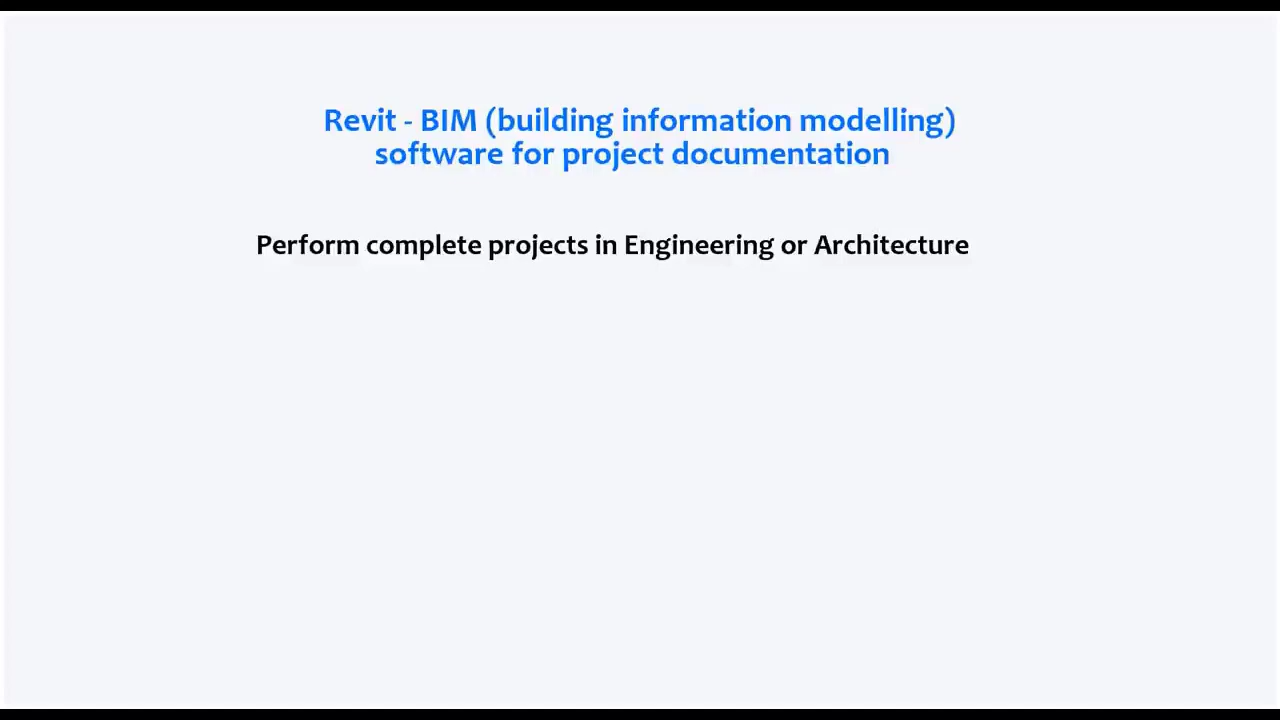 Revit - BIM (building information modelling)
software for project documentation
Perform complete projects in Engineering or Architecture